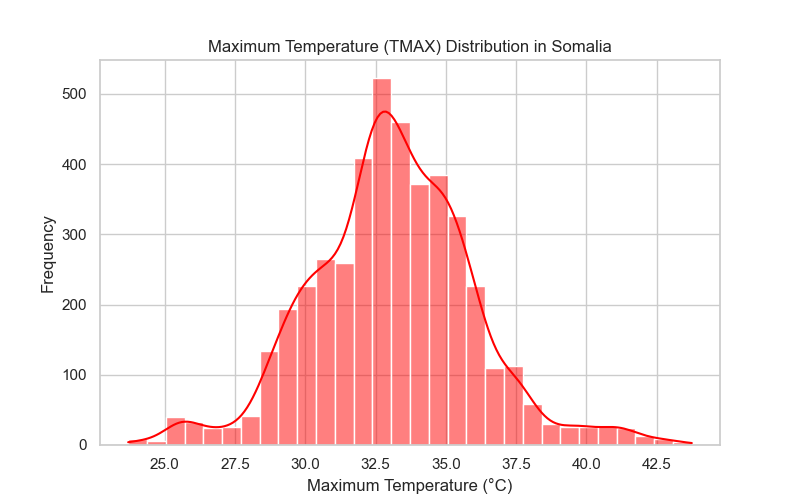 Maximum Temperature (TMAX) Distribution in Somalia
500
400
300
200
100
0
Frequency
25.0 27.5 30.0 32.5 35.0 37.5 40.0 42.5
Maximum Temperature (°C)